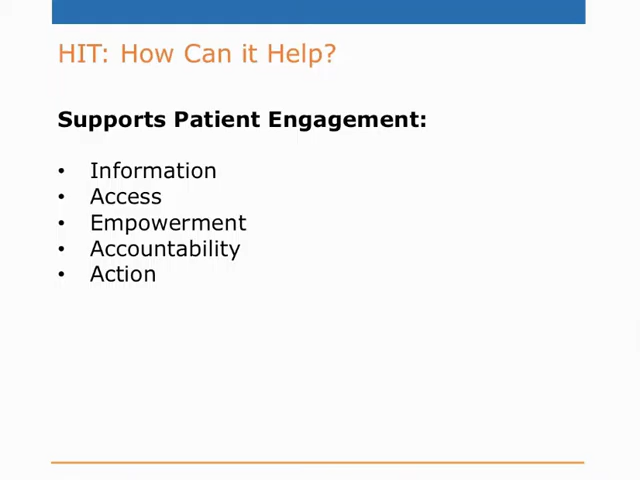 HIT: How Can it Help?
Supports Patient Engagement:
• Information
• Access
• Empowerment
• Accountability
• Action